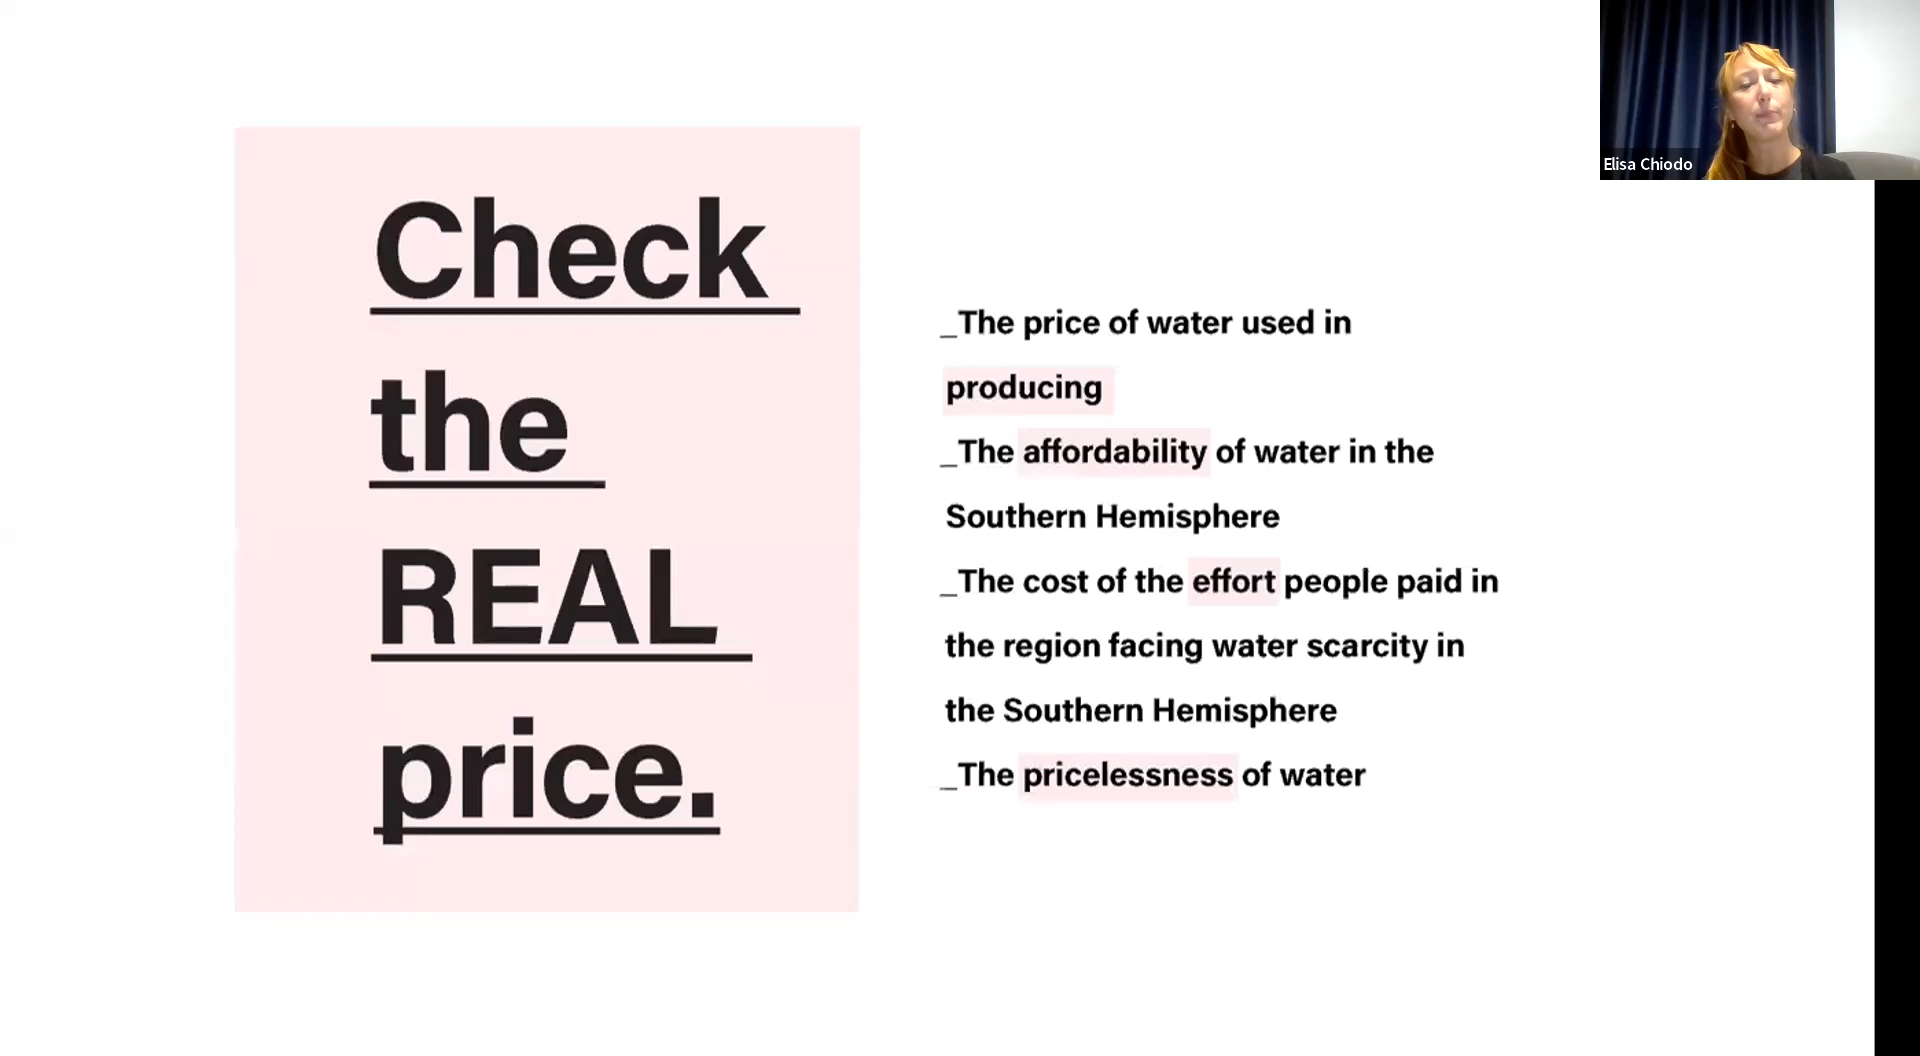 Check
the
REAL
price.
_The price of water used in
producing
_The affordability of water in the
Southern Hemisphere
_The cost of the effort people paid in
the region facing water scarcity in
the Southern Hemisphere
_The pricelessness of water
Elisa Chiodo